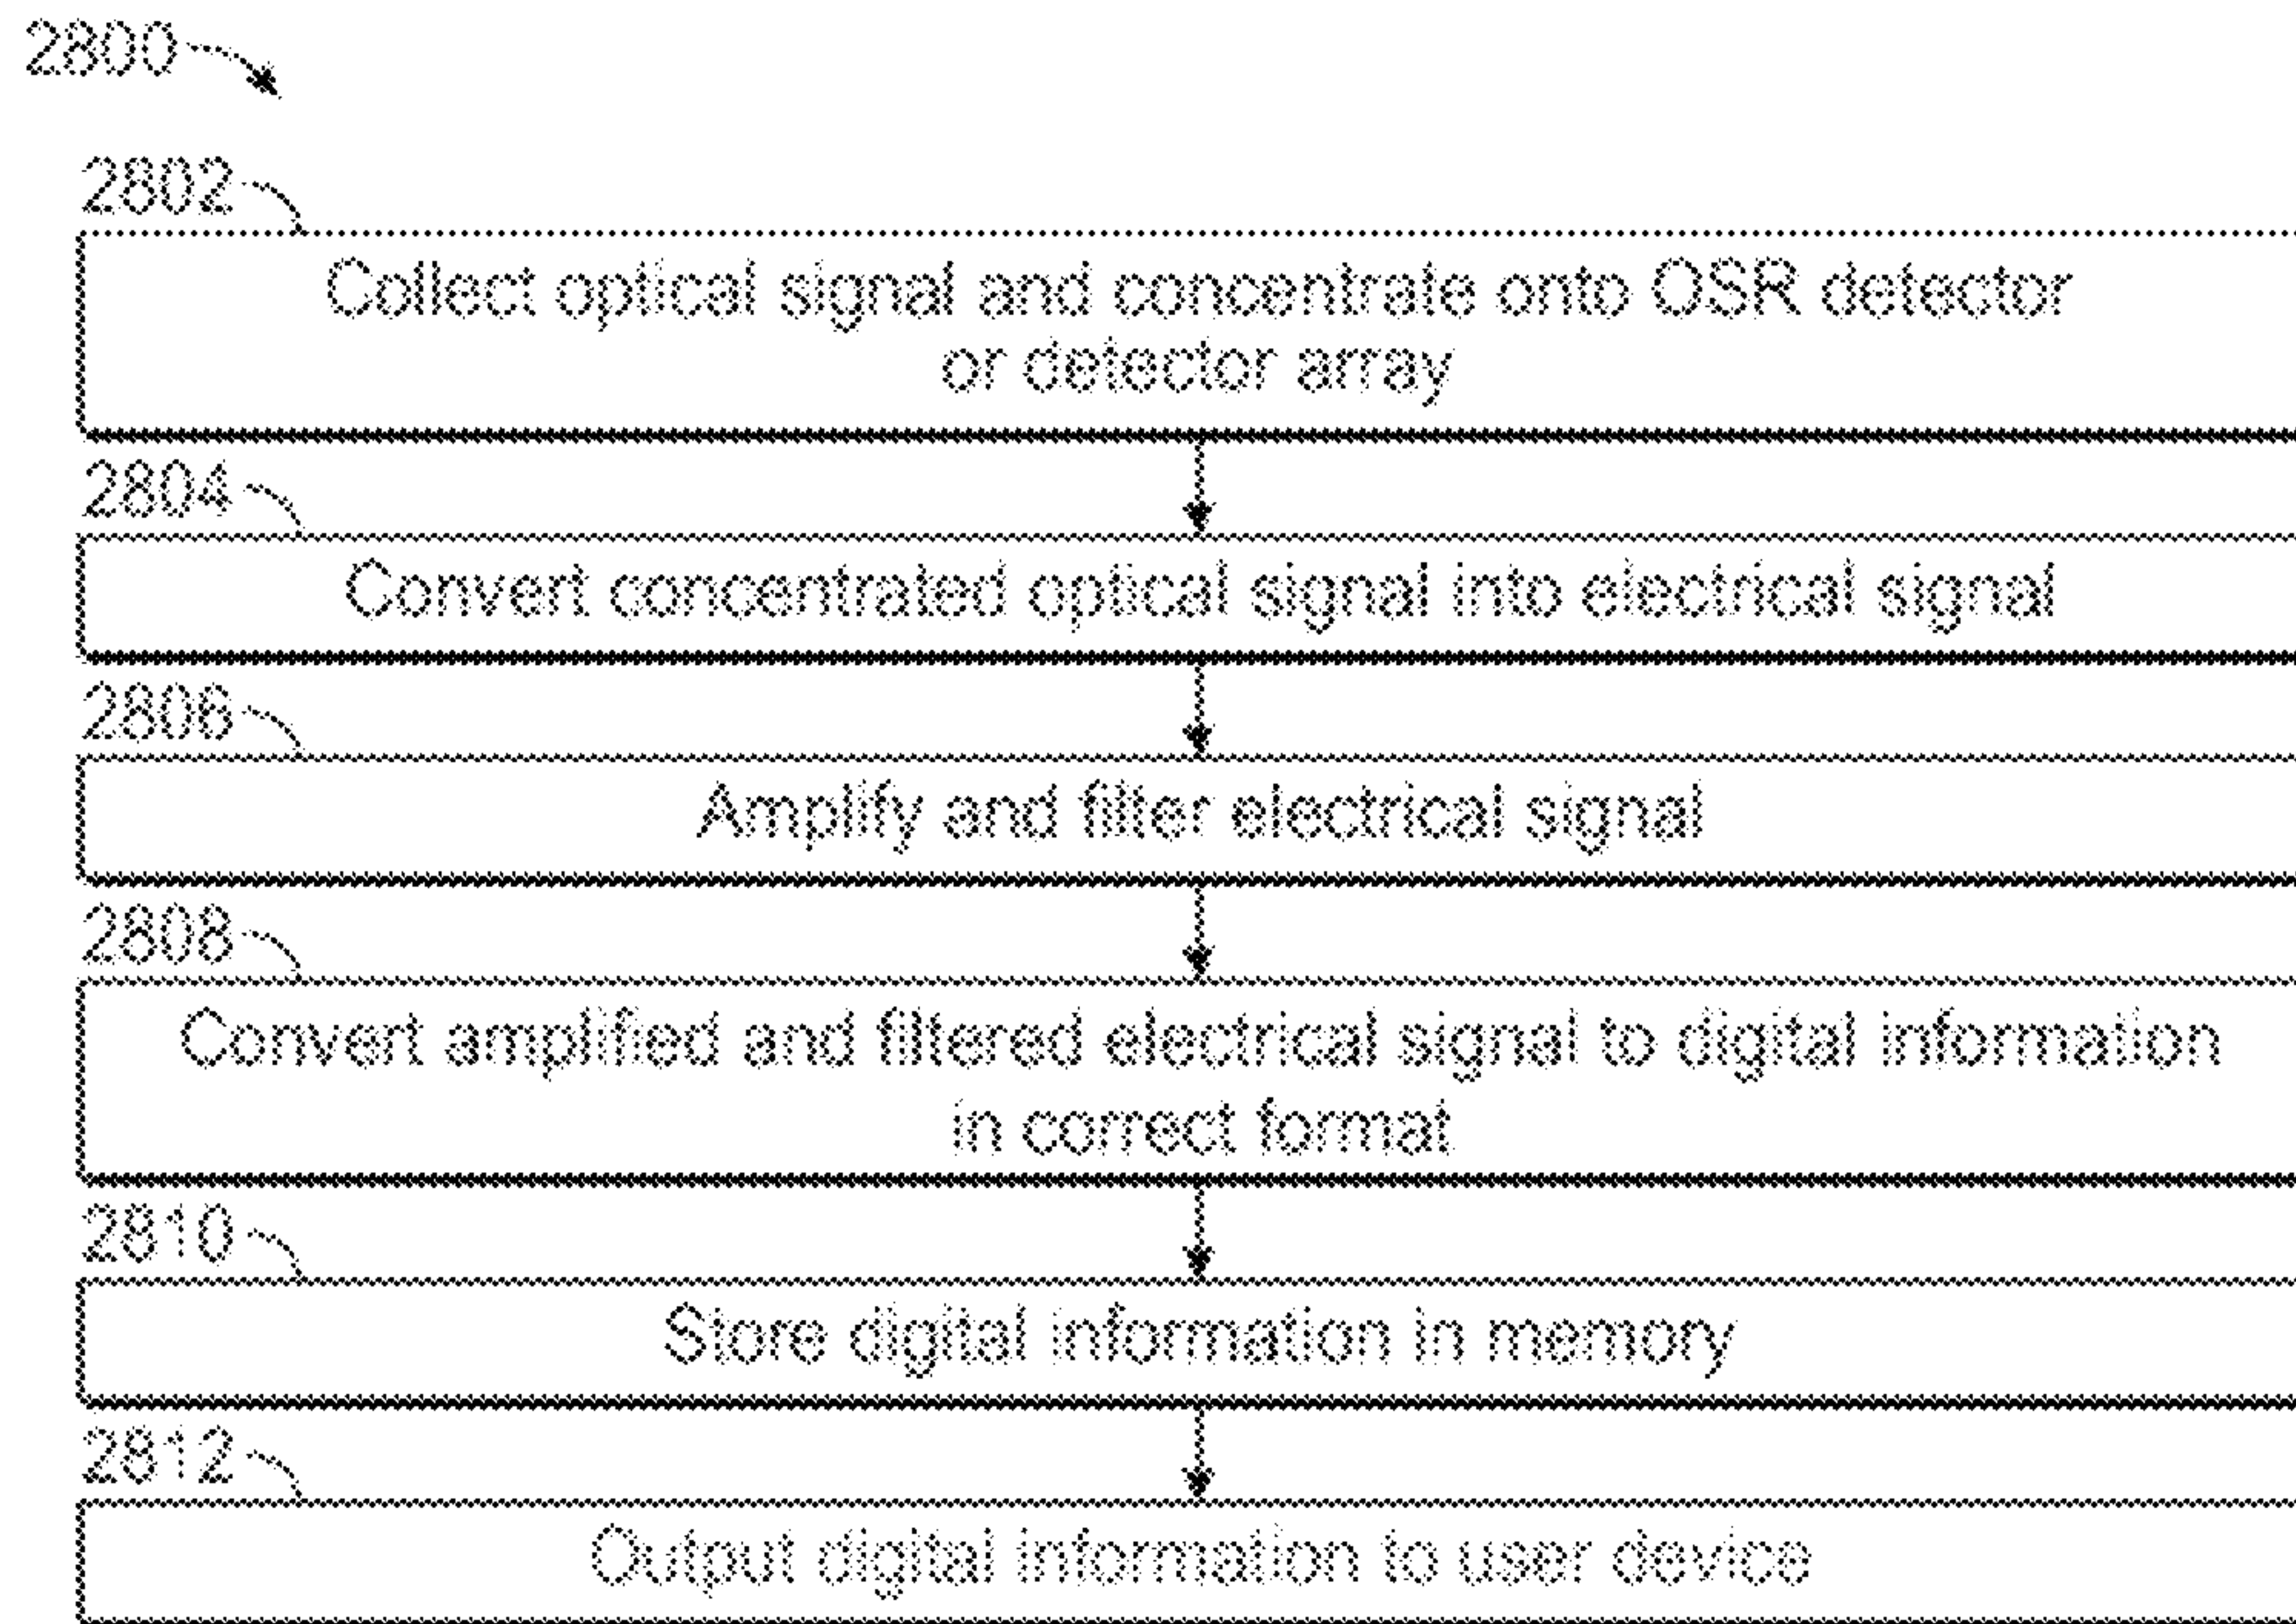 2800
2802
Collect optical signal and concentrate onto OSR detector
or detector array
2804
Convert concentrated optical signal into electrical signal
2806
Amplify and filter electrical signal
2808
Convert amplified and filtered electrical signal to digital information
in correct format
2810
Store digital information in memory
2812
Output digital information to user device